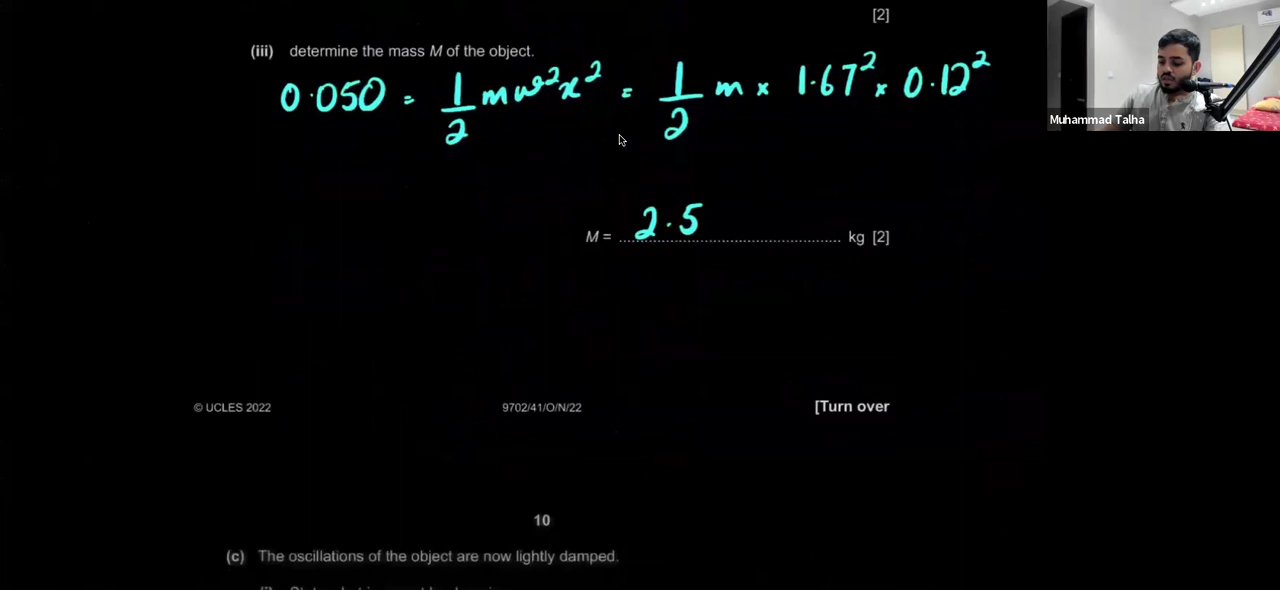 [2]
(iii) determine the mass M of the object.
0.050 = 1/2 m ω² x² = 1/2 m × 1.67² × 0.12²
Muhammad Talha
M = 2.5 kg [2]
© UCLES 2022 9702/41/O/N/22 [Turn over
10
(c) The oscillations of the object are now lightly damped.